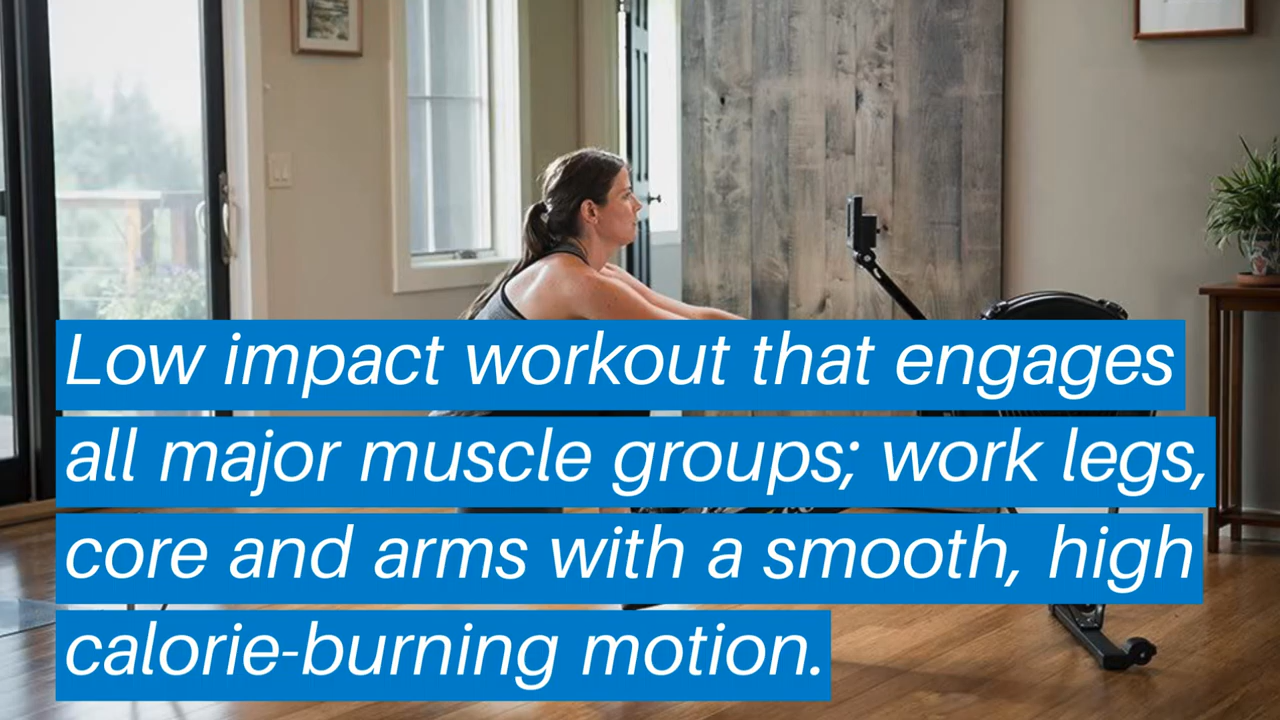 Low impact workout that engages
all major muscle groups; work legs,
core and arms with a smooth, high
calorie-burning motion.